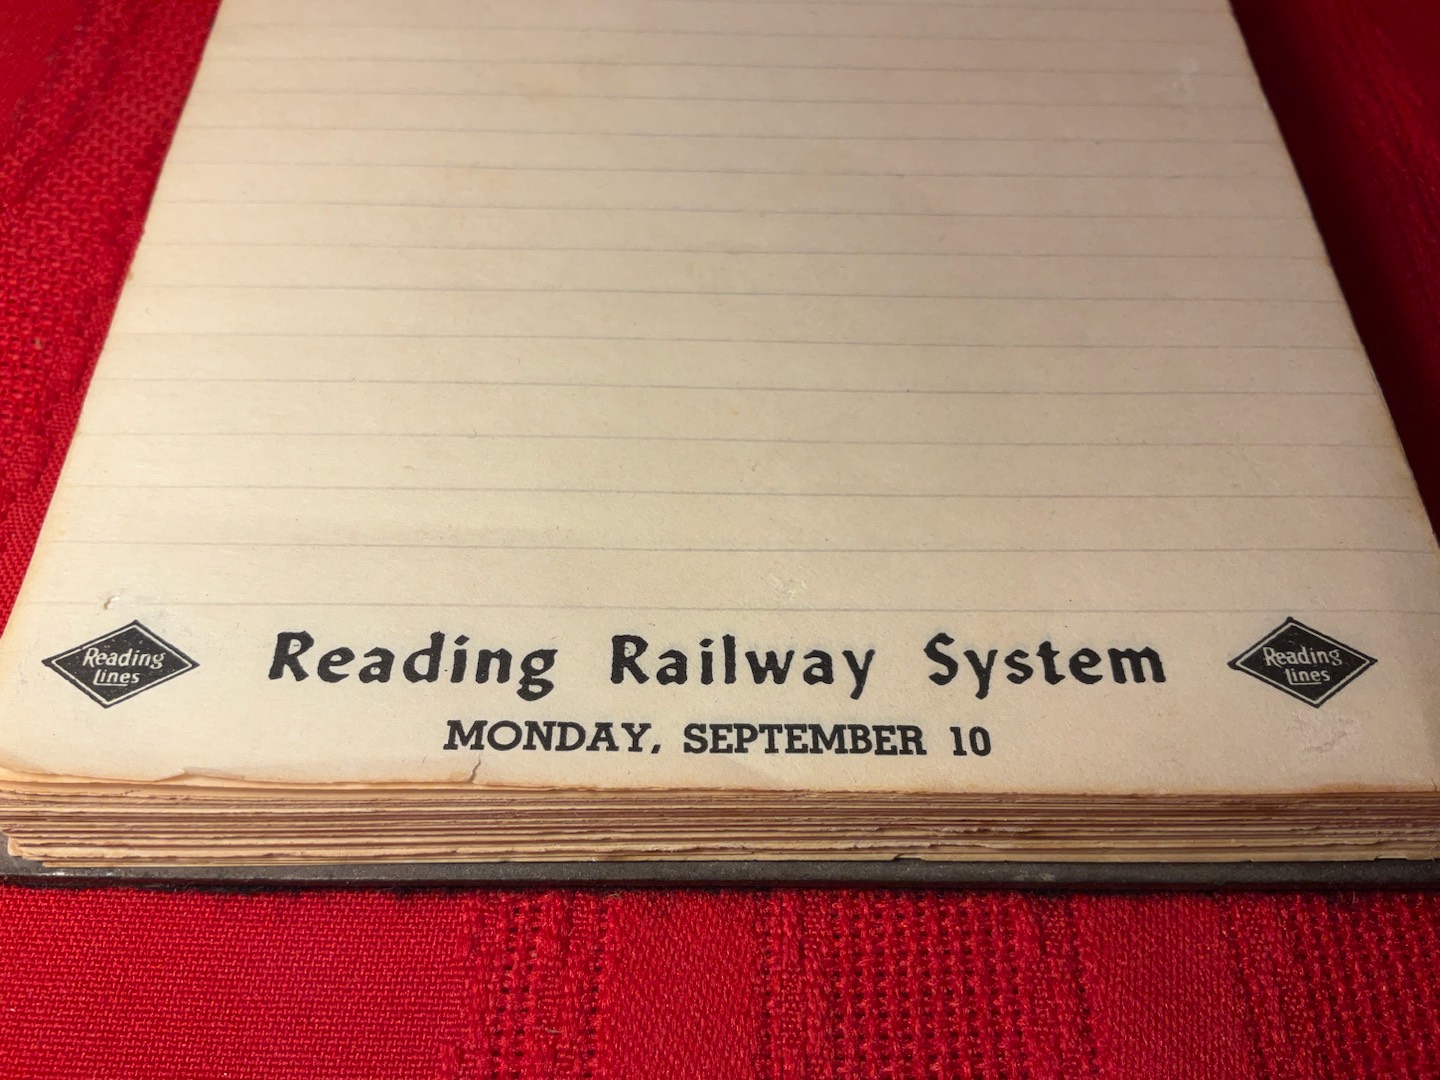 Reading Lines
Reading Railway System
Reading Lines
MONDAY, SEPTEMBER 10